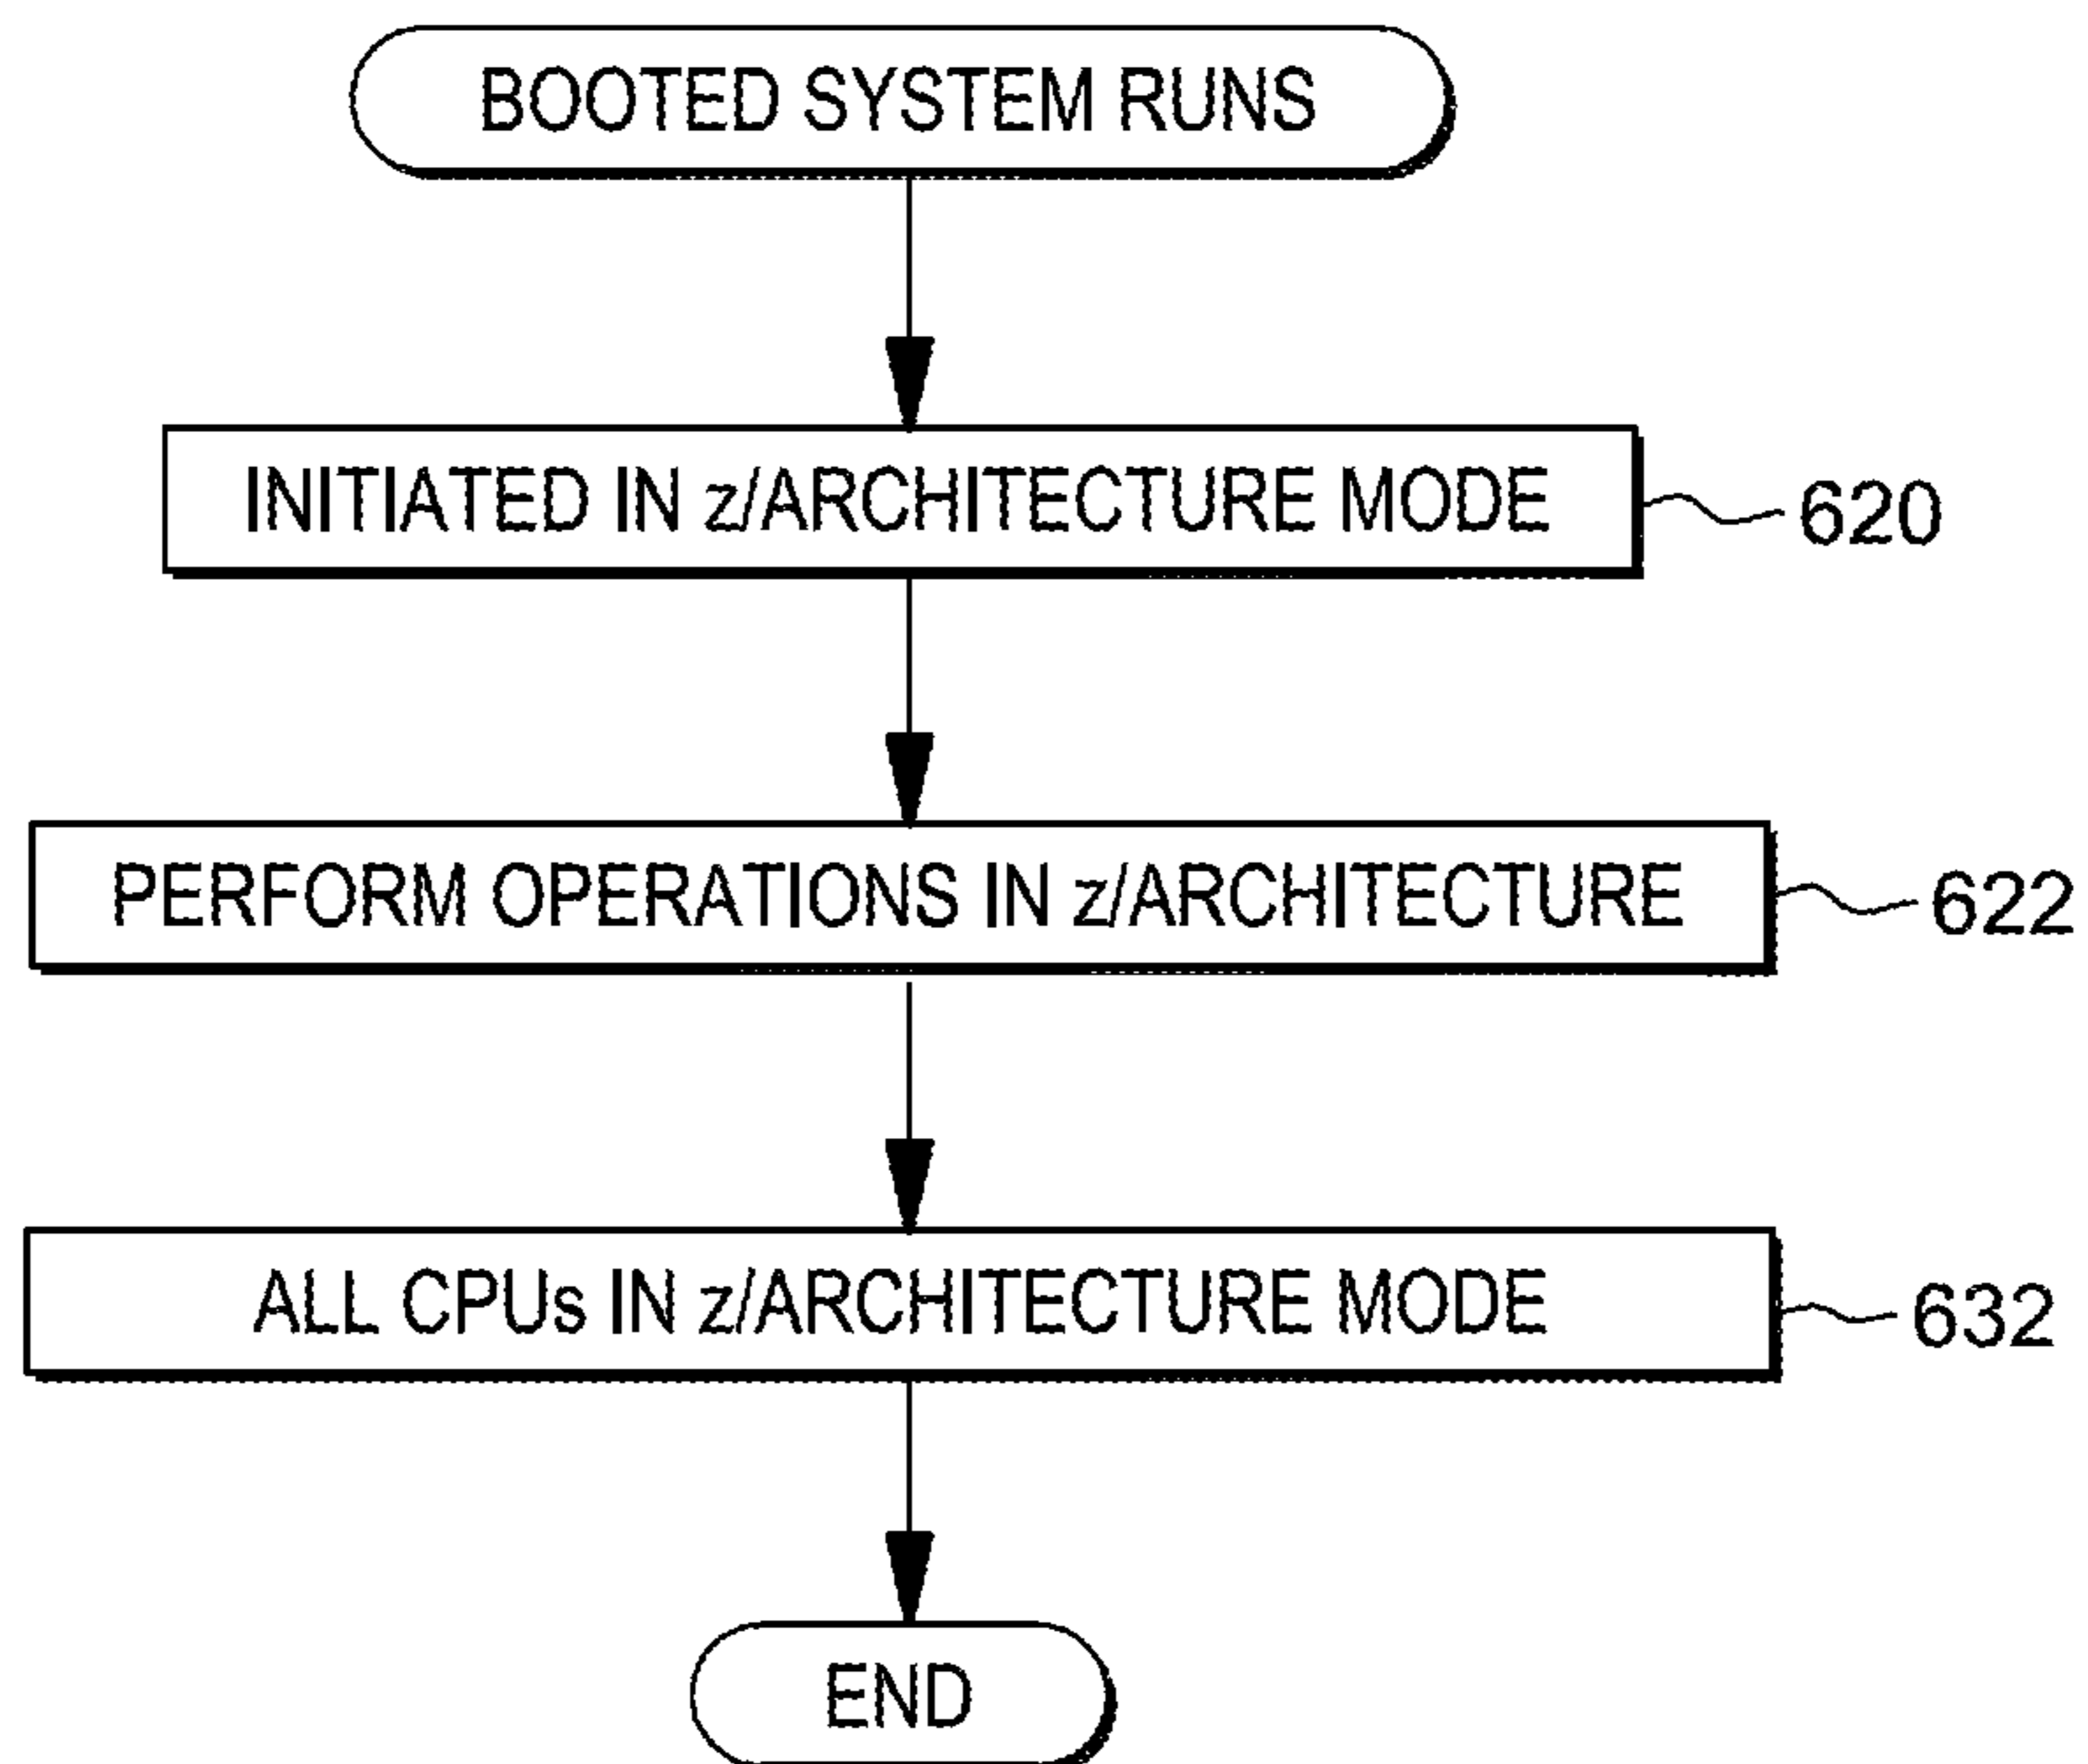 BOOTED SYSTEM RUNS
INITIATED IN z/ARCHITECTURE MODE
620
PERFORM OPERATIONS IN z/ARCHITECTURE
622
ALL CPUs IN z/ARCHITECTURE MODE
632
END